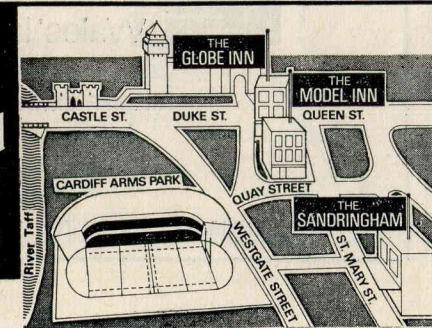 THE
GLOBE INN
THE
MODEL INN
CASTLE ST.
DUKE ST.
QUEEN ST.
CARDIFF ARMS PARK
QUAY STREET
THE
SANDRINGHAM
River Taff
WESTGATE STREET
ST MARY ST.